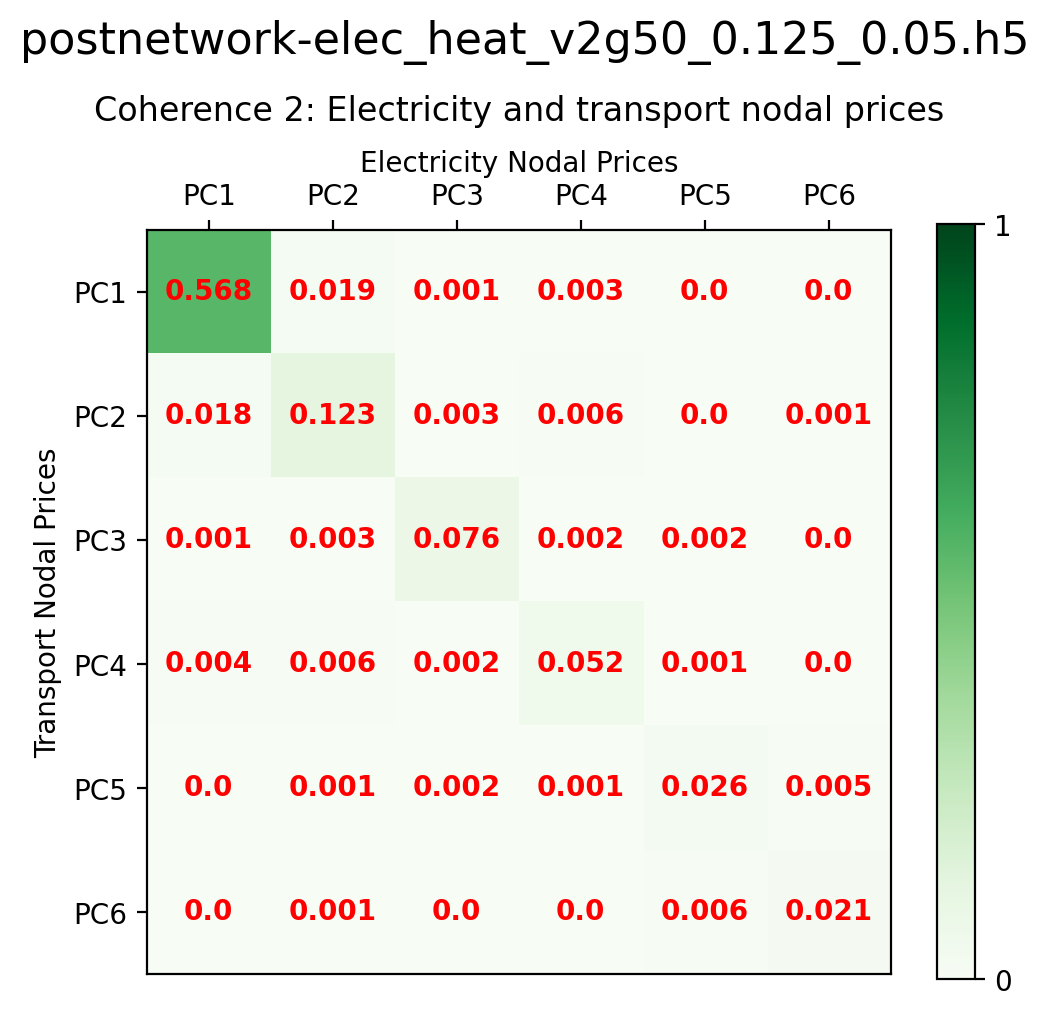 postnetwork-elec_heat_v2g50_0.125_0.05.h5
Coherence 2: Electricity and transport nodal prices
Electricity Nodal Prices
PC1 PC2 PC3 PC4 PC5 PC6
1
PC1 0.568 0.019 0.001 0.003 0.0 0.0
PC2 0.018 0.123 0.003 0.006 0.0 0.001
Transport Nodal Prices
PC3 0.001 0.003 0.076 0.002 0.002 0.0
PC4 0.004 0.006 0.002 0.052 0.001 0.0
PC5 0.0 0.001 0.002 0.001 0.026 0.005
PC6 0.0 0.001 0.0 0.0 0.006 0.021
0